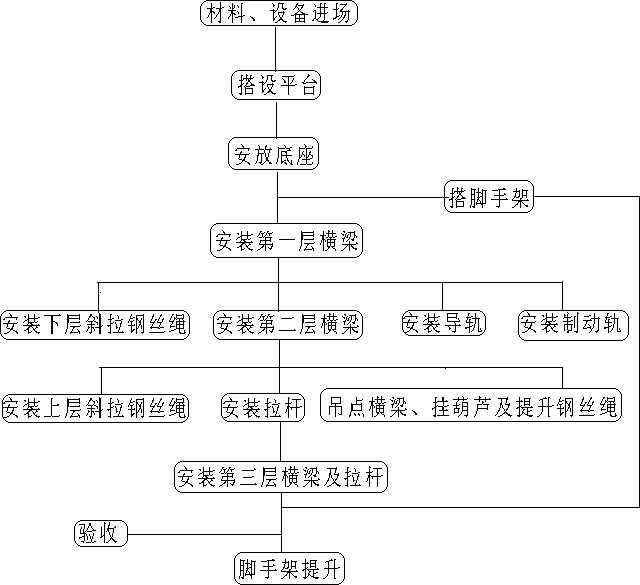 材料、设备进场
搭设平台
安放底座
搭脚手架
安装第一层横梁
安装下层斜拉钢丝绳
安装第二层横梁
安装导轨
安装制动轨
安装上层斜拉钢丝绳
安装拉杆
吊点横梁、挂葫芦及提升钢丝绳
安装第三层横梁及拉杆
验收
脚手架提升